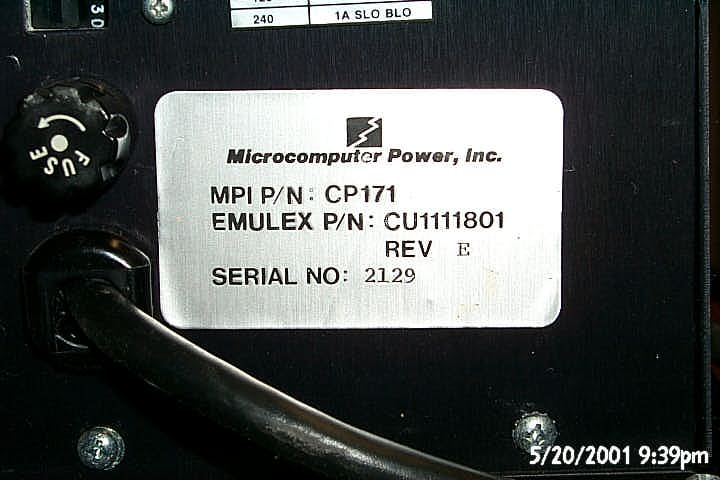 30
240 1A SLO BLO
FUSE
Microcomputer Power, Inc.
MPI P/N: CP171
EMULEX P/N: CU1111801
REV E
SERIAL NO: 2129
5/20/2001 9:39pm